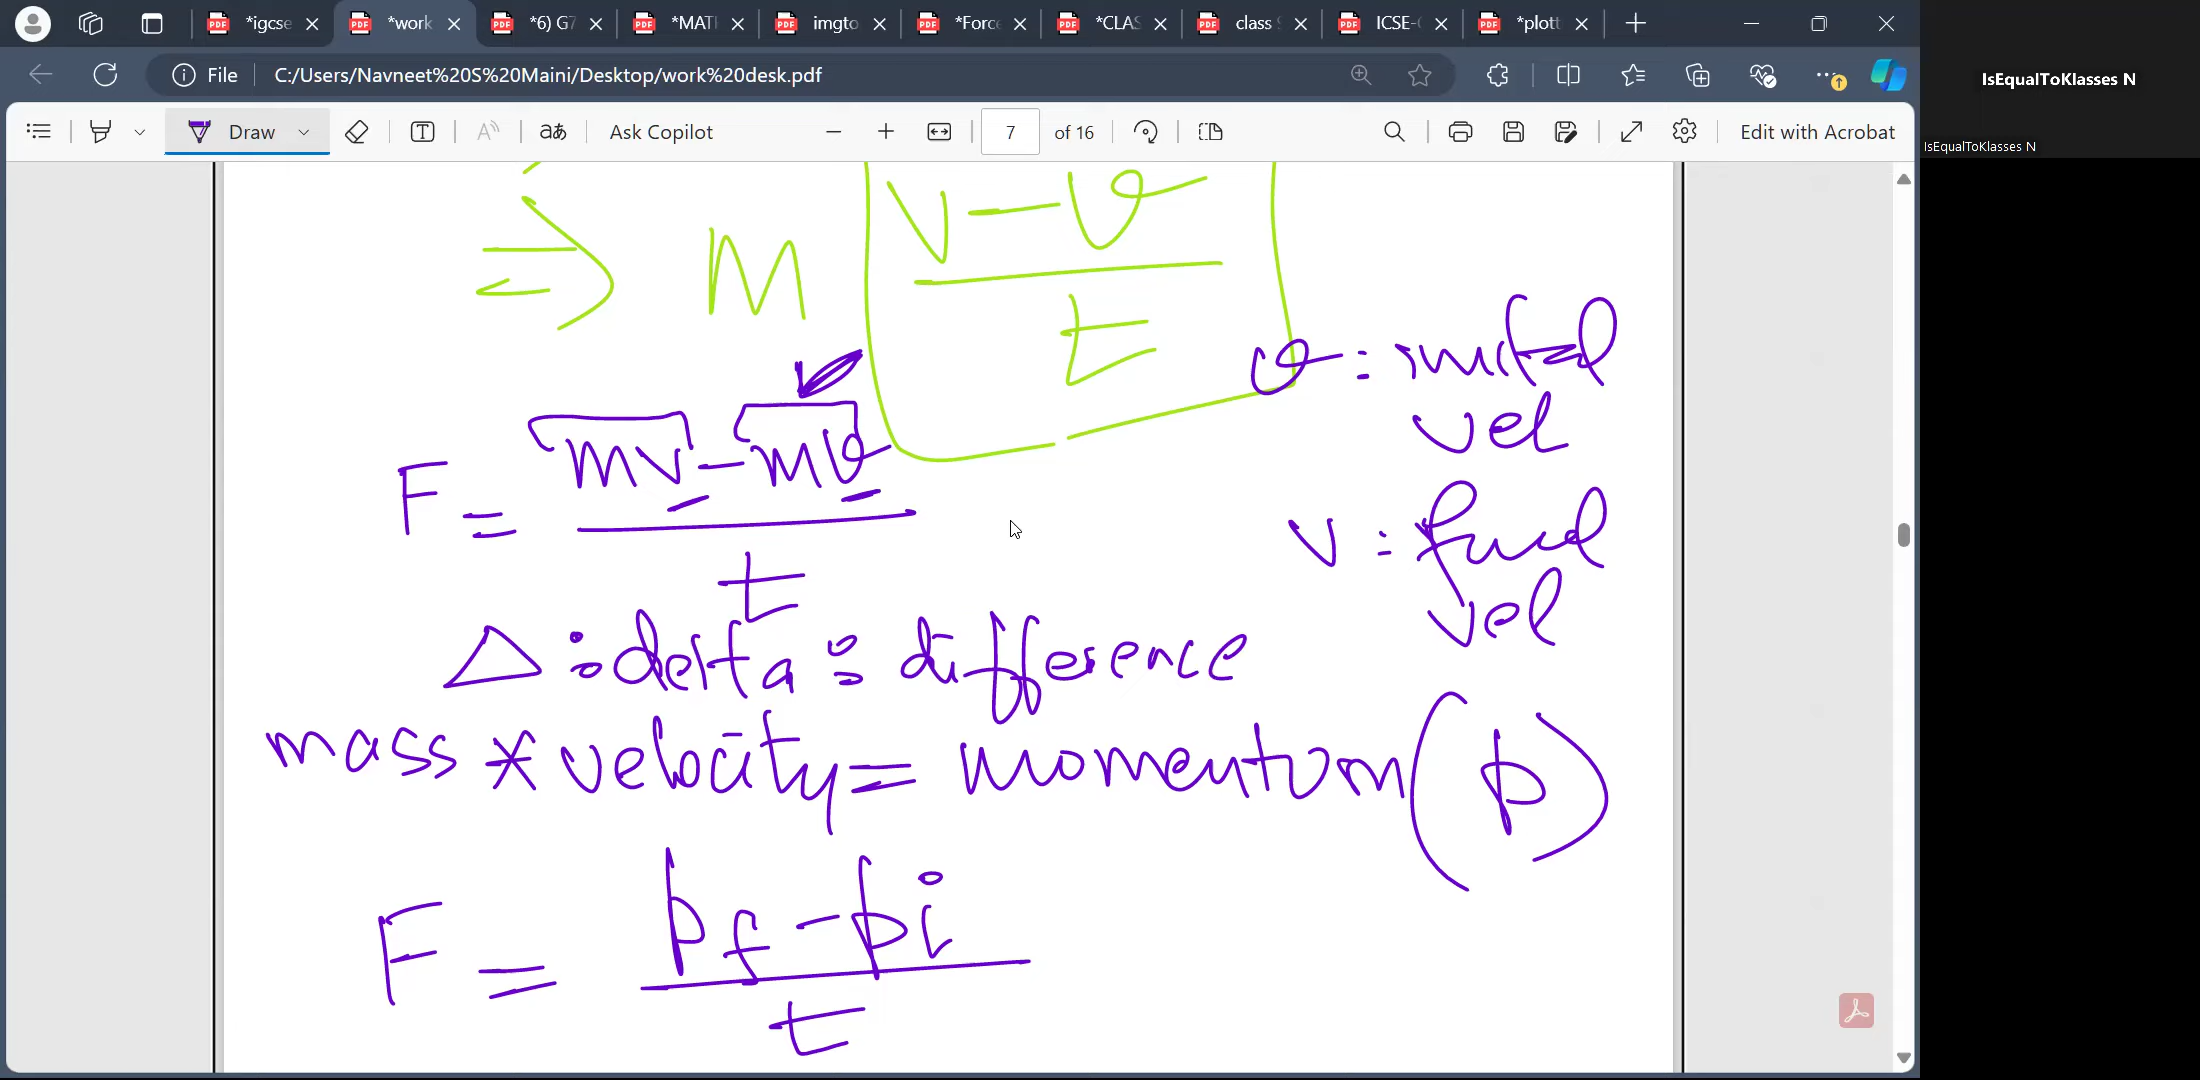 *igcse
*work
*6) G7
*MATI
imgto
*Force
*CLAS
class
ICSE-
*plott
File
C:/Users/Navneet%20S%20Maini/Desktop/work%20desk.pdf
Draw
aあ
Ask Copilot
7
of 16
Edit with Acrobat
IsEqualToKlasses N
IsEqualToKlasses N
⇒ M v-u
t
u : initial
vel
F = mv - mu
t
v : final
vel
Δ : delta : difference
mass * velocity = momentum (p)
F = pf - pi
t